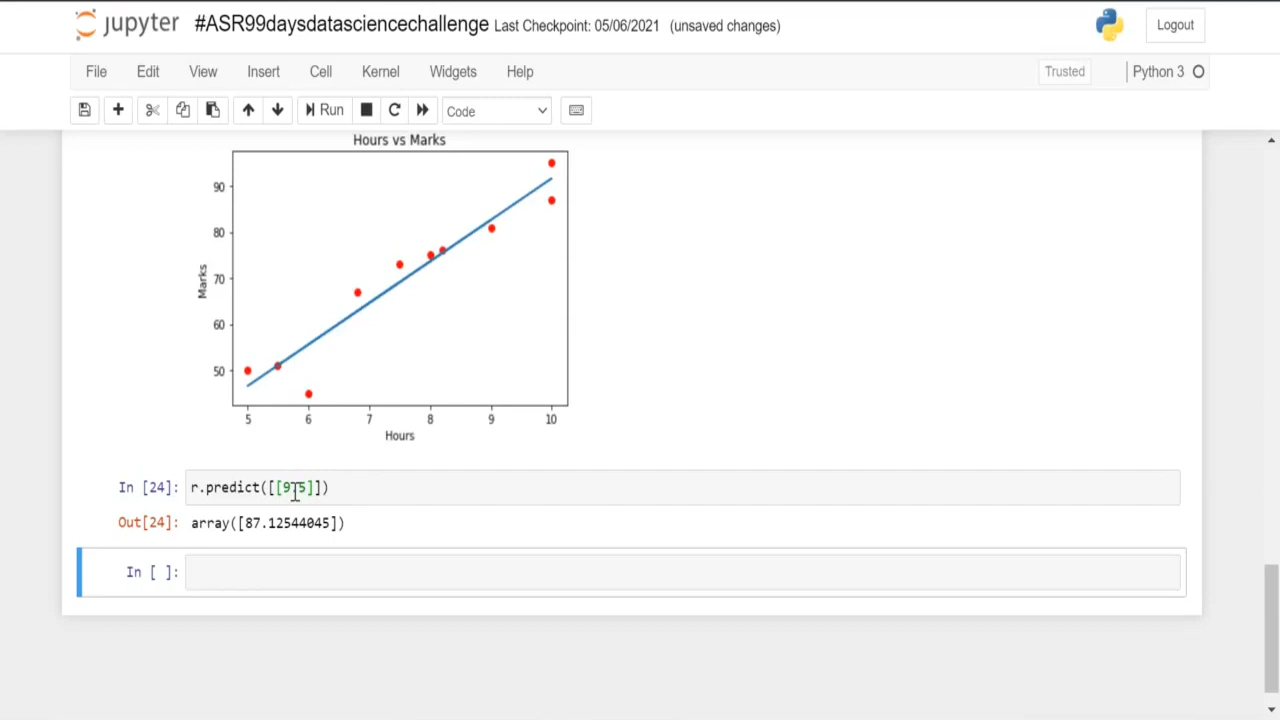 jupyter #ASR99daysdatasciencechallenge Last Checkpoint: 05/06/2021 (unsaved changes) Logout
File Edit View Insert Cell Kernel Widgets Help Trusted Python 3
Run Code
Hours vs Marks
90
80
70
60
50
Marks
5 6 7 8 9 10
Hours
In [24]: r.predict([[9.5]])
Out[24]: array([87.12544045])
In [ ]: